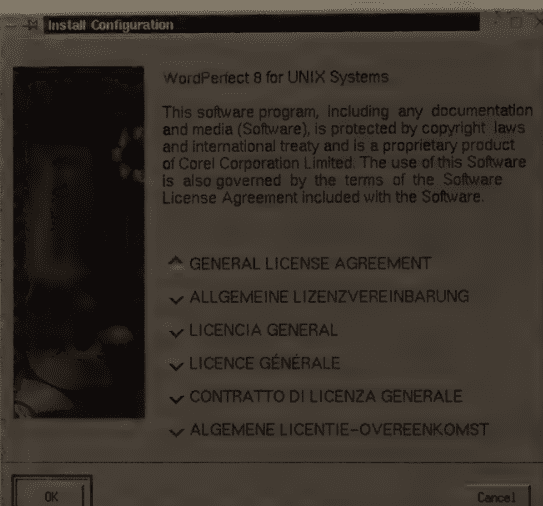 Install Configuration
WordPerfect 8 for UNIX Systems
This software program, including any documentation
and media (Software), is protected by copyright laws
and international treaty and is a proprietary product
of Corel Corporation Limited. The use of this Software
is also governed by the terms of the Software
License Agreement included with the Software.
GENERAL LICENSE AGREEMENT
ALLGEMEINE LIZENZVEREINBARUNG
LICENCIA GENERAL
LICENCE GÉNÉRALE
CONTRATTO DI LICENZA GENERALE
ALGEMENE LICENTIE-OVEREENKOMST
OK
Cancel